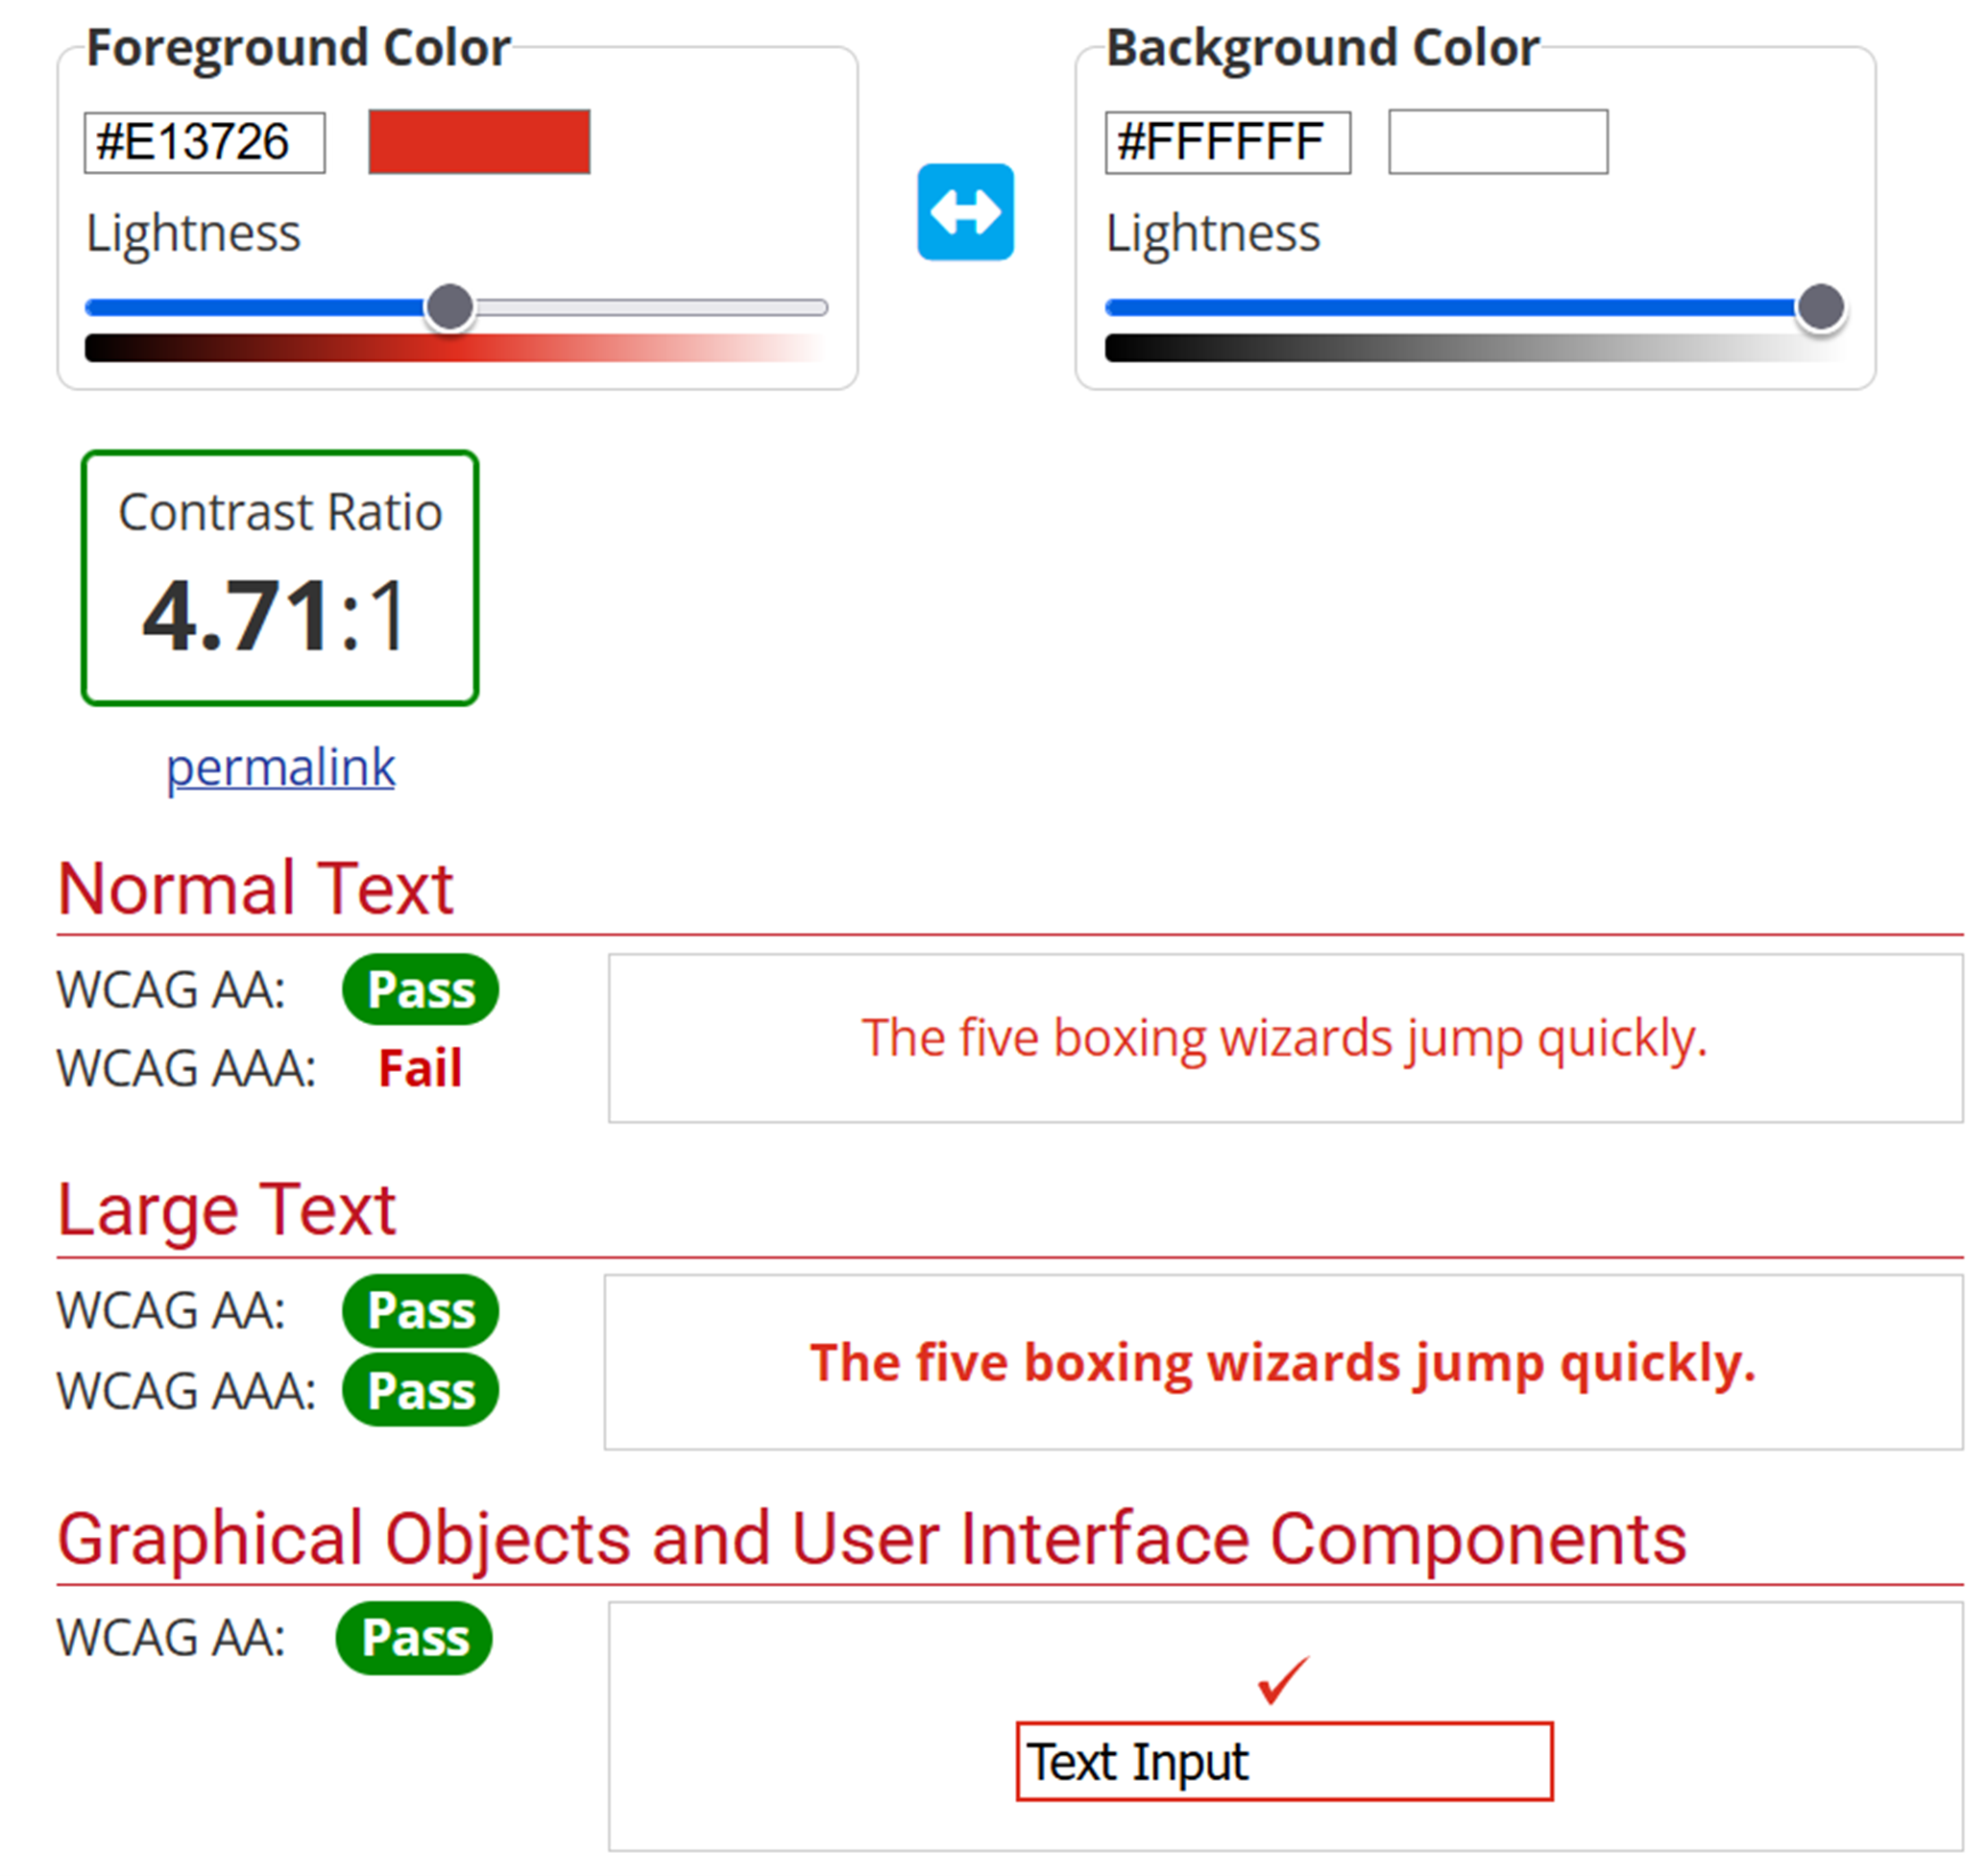 Foreground Color
#E13726
Lightness
Background Color
#FFFFFF
Lightness
Contrast Ratio
4.71:1
permalink
Normal Text
WCAG AA: Pass
WCAG AAA: Fail
The five boxing wizards jump quickly.
Large Text
WCAG AA: Pass
WCAG AAA: Pass
The five boxing wizards jump quickly.
Graphical Objects and User Interface Components
WCAG AA: Pass
Text Input